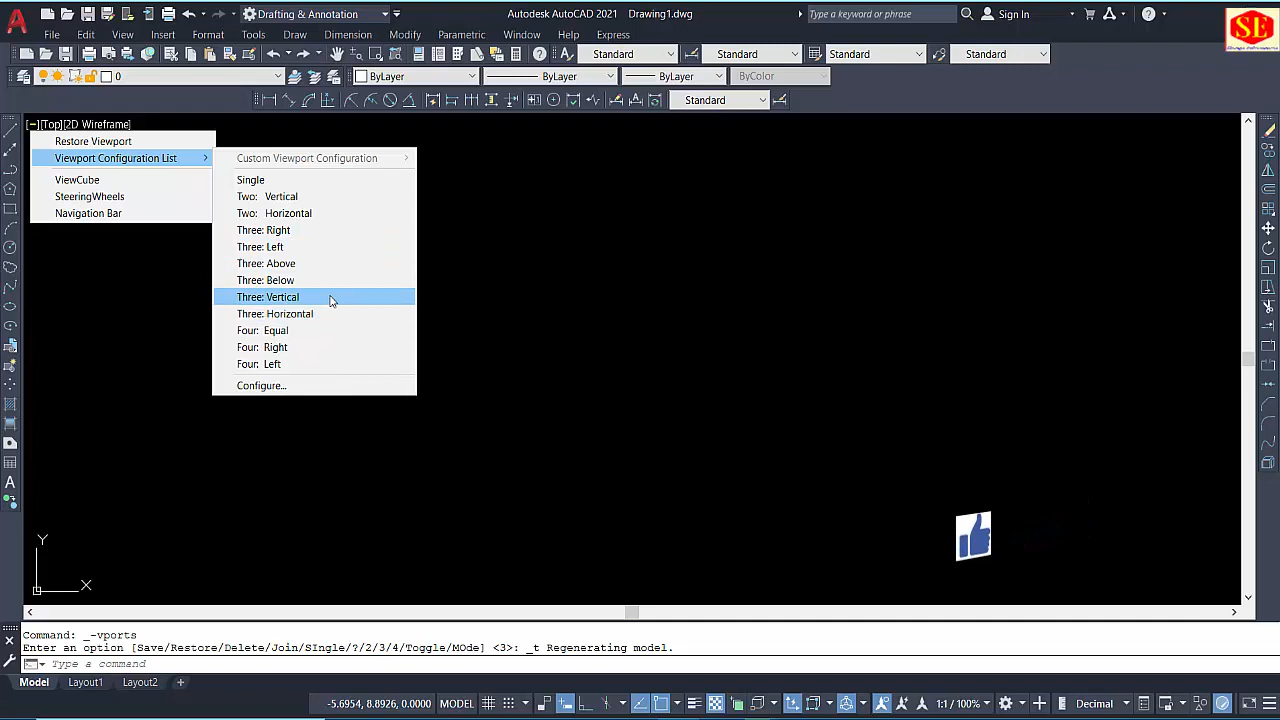 Drafting & Annotation
Autodesk AutoCAD 2021 Drawing1.dwg
Type a keyword or phrase
Sign In
SE
File Edit View Insert Format Tools Draw Dimension Modify Parametric Window Help Express
Standard Standard Standard Standard
0 ByLayer ByLayer ByLayer ByColor
Standard
[−][Top][2D Wireframe]
Restore Viewport
Viewport Configuration List
ViewCube
SteeringWheels
Navigation Bar
Custom Viewport Configuration
Single
Two: Vertical
Two: Horizontal
Three: Right
Three: Left
Three: Above
Three: Below
Three: Vertical
Three: Horizontal
Four: Equal
Four: Right
Four: Left
Configure...
Y
X
Command: _-vports
Enter an option [Save/Restore/Delete/Join/SIngle/?/2/3/4/Toggle/MOde] <3>: _t Regenerating model.
Type a command
Model Layout1 Layout2
-5.6954, 8.8926, 0.0000 MODEL 1:1 / 100% Decimal